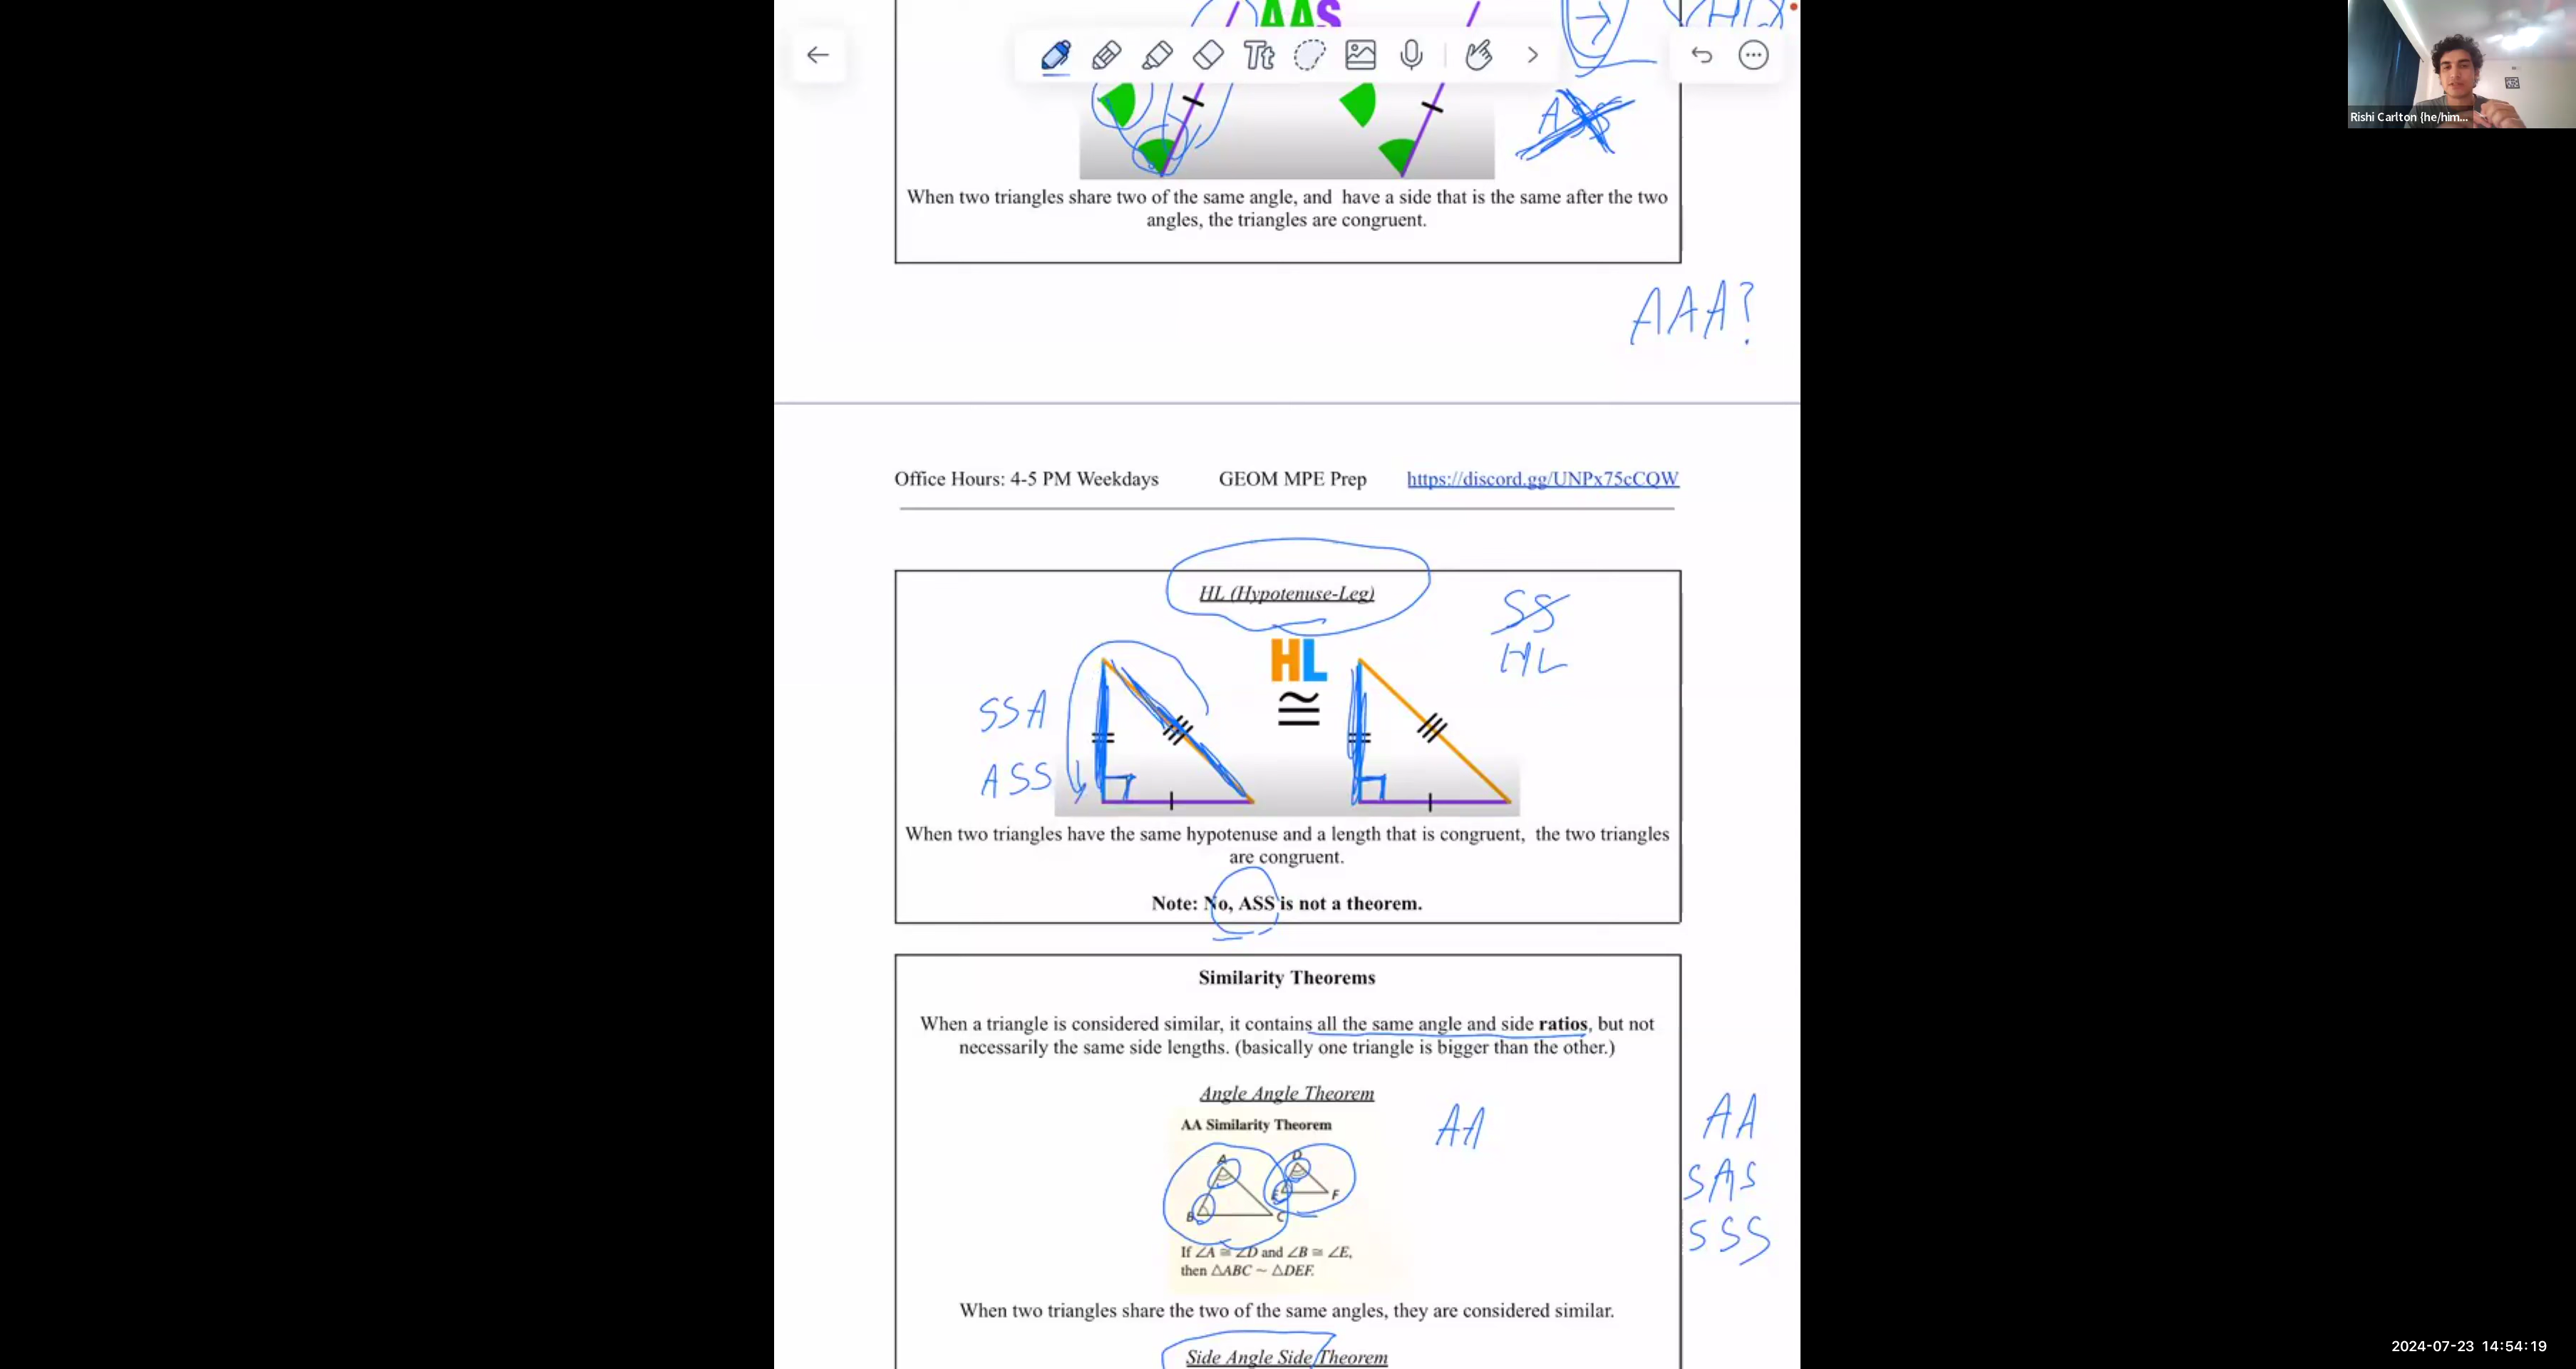 AAS
Tt
When two triangles share two of the same angle, and have a side that is the same after the two
angles, the triangles are congruent.
AAA?
Office Hours: 4-5 PM Weekdays GEOM MPE Prep https://discord.gg/UNPx75cCQW
HL (Hypotenuse-Leg)
SS
HL
HL
≅
SSA
ASS
When two triangles have the same hypotenuse and a length that is congruent, the two triangles
are congruent.
Note: No, ASS is not a theorem.
Similarity Theorems
When a triangle is considered similar, it contains all the same angle and side ratios, but not
necessarily the same side lengths. (basically one triangle is bigger than the other.)
Angle Angle Theorem
AA Similarity Theorem
AA
A D
B C E F
If ∠A ≅ ∠D and ∠B ≅ ∠E,
then △ABC ~ △DEF.
AA
SAS
SSS
When two triangles share the two of the same angles, they are considered similar.
Side Angle Side Theorem
Rishi Carlton {he/him...
2024-07-23 14:54:19